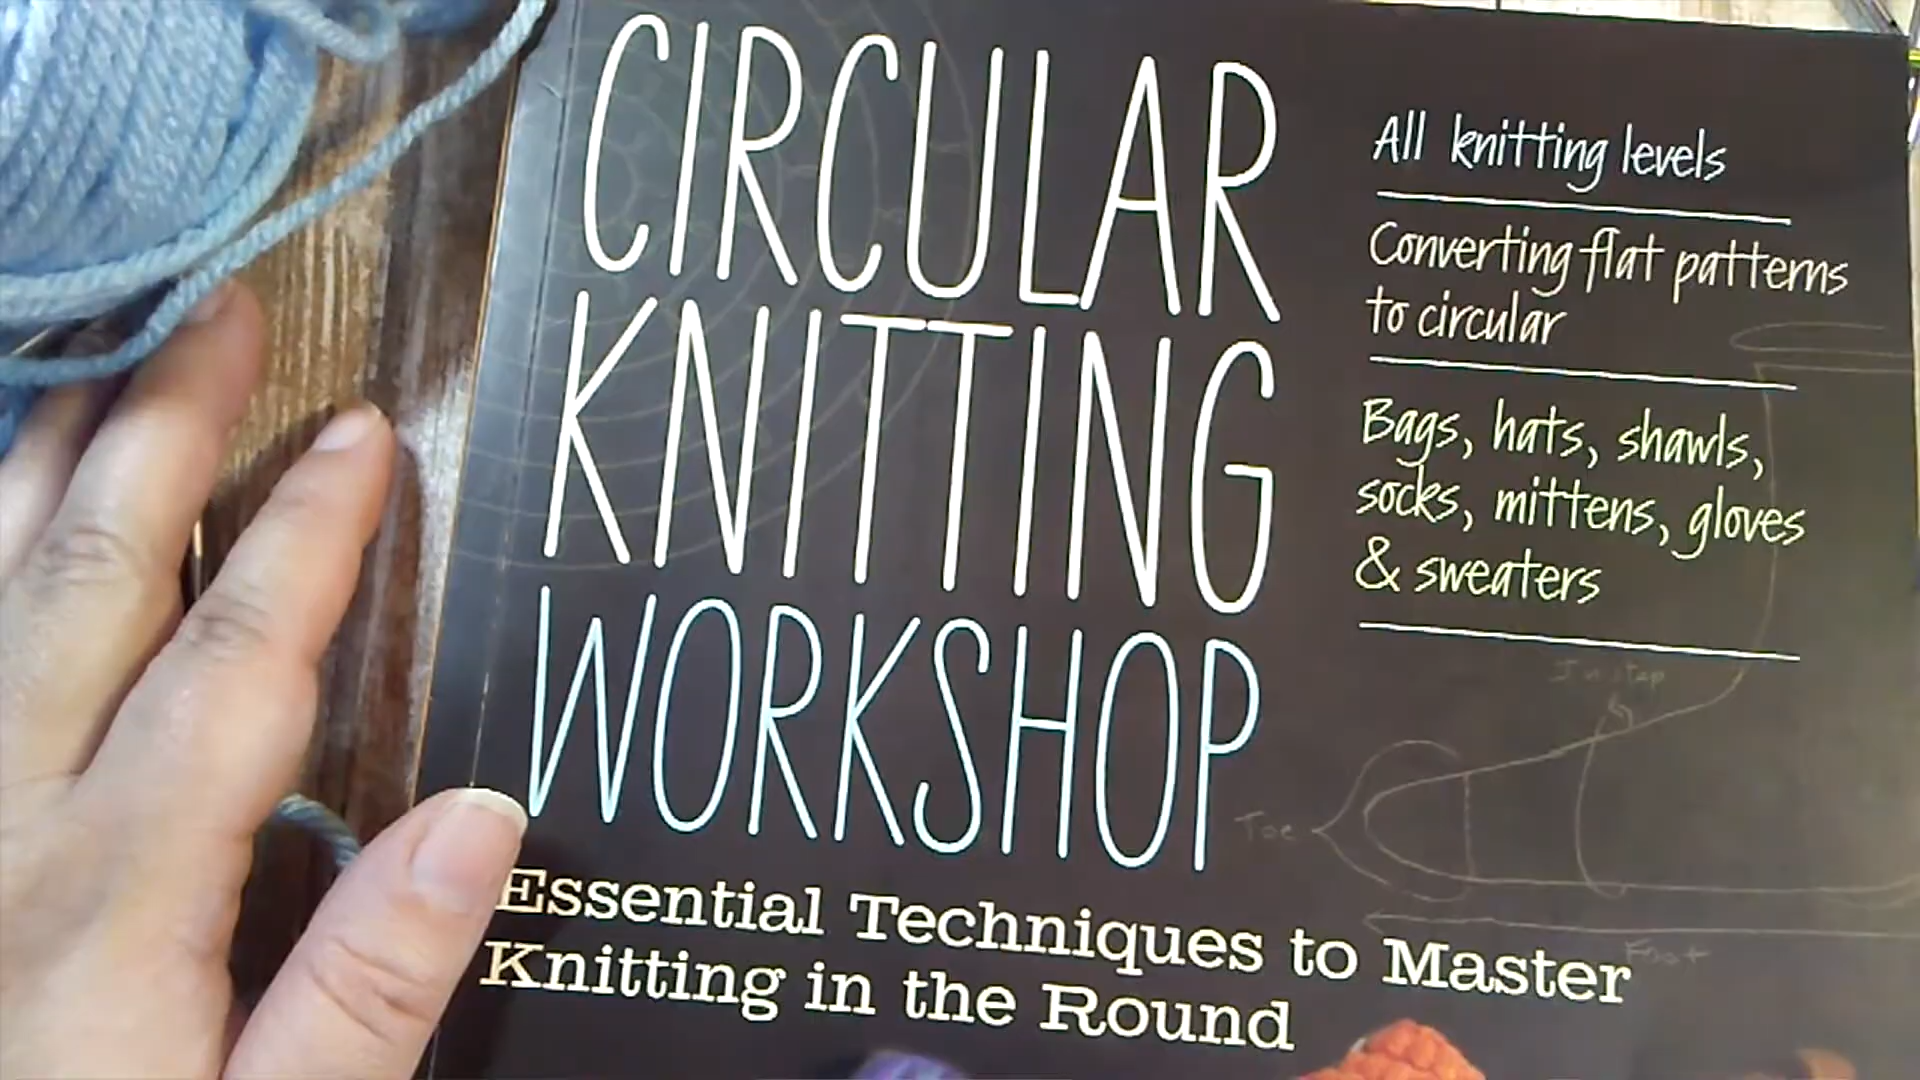 CIRCULAR
KNITTING
WORKSHOP
Essential Techniques to Master
Knitting in the Round
All knitting levels
Converting flat patterns
to circular
Bags, hats, shawls,
socks, mittens, gloves
& sweaters
Instep
Toe
Foot